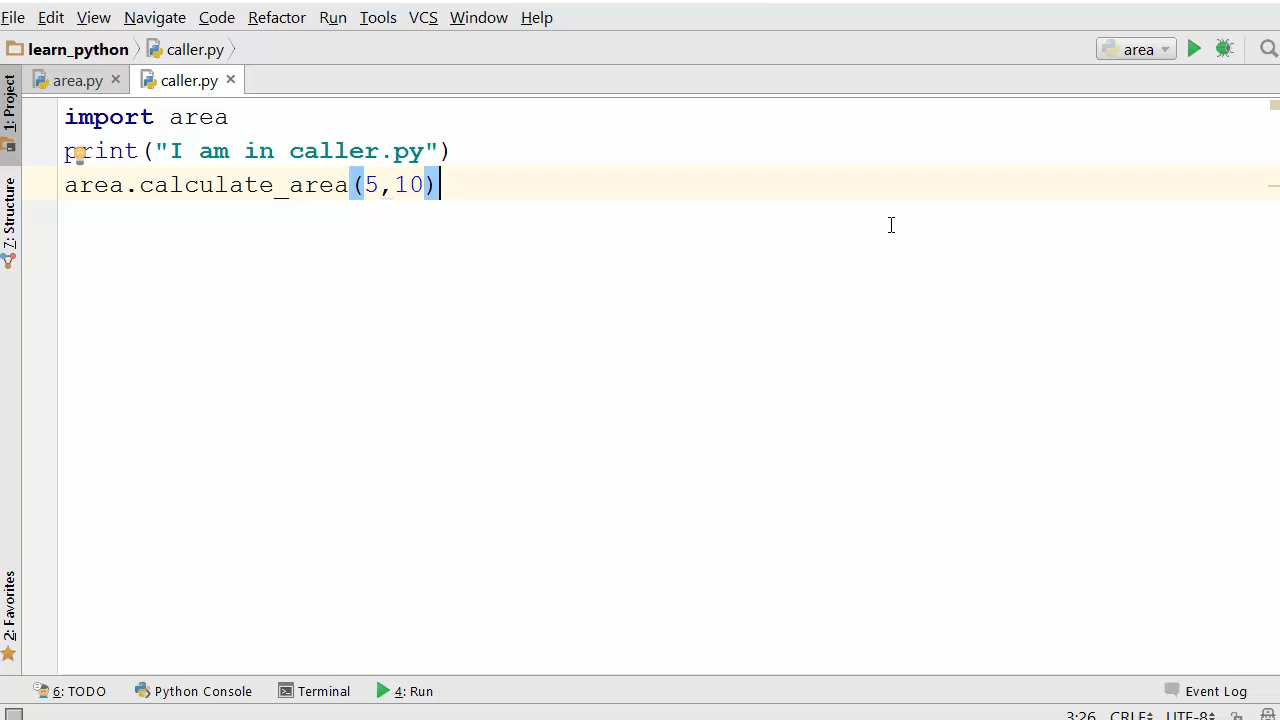 File Edit View Navigate Code Refactor Run Tools VCS Window Help
learn_python caller.py area
area.py caller.py
1: Project
import area
print("I am in caller.py")
area.calculate_area(5,10)
7: Structure
2: Favorites
6: TODO Python Console Terminal 4: Run Event Log
3:26 CRLF UTF-8